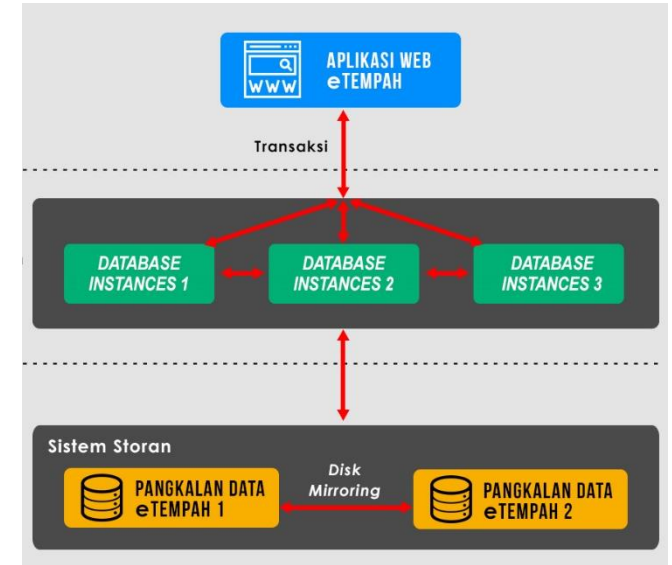 WWW
APLIKASI WEB
eTEMPAH
Transaksi
DATABASE
INSTANCES 1
DATABASE
INSTANCES 2
DATABASE
INSTANCES 3
Sistem Storan
PANGKALAN DATA
eTEMPAH 1
Disk
Mirroring
PANGKALAN DATA
eTEMPAH 2